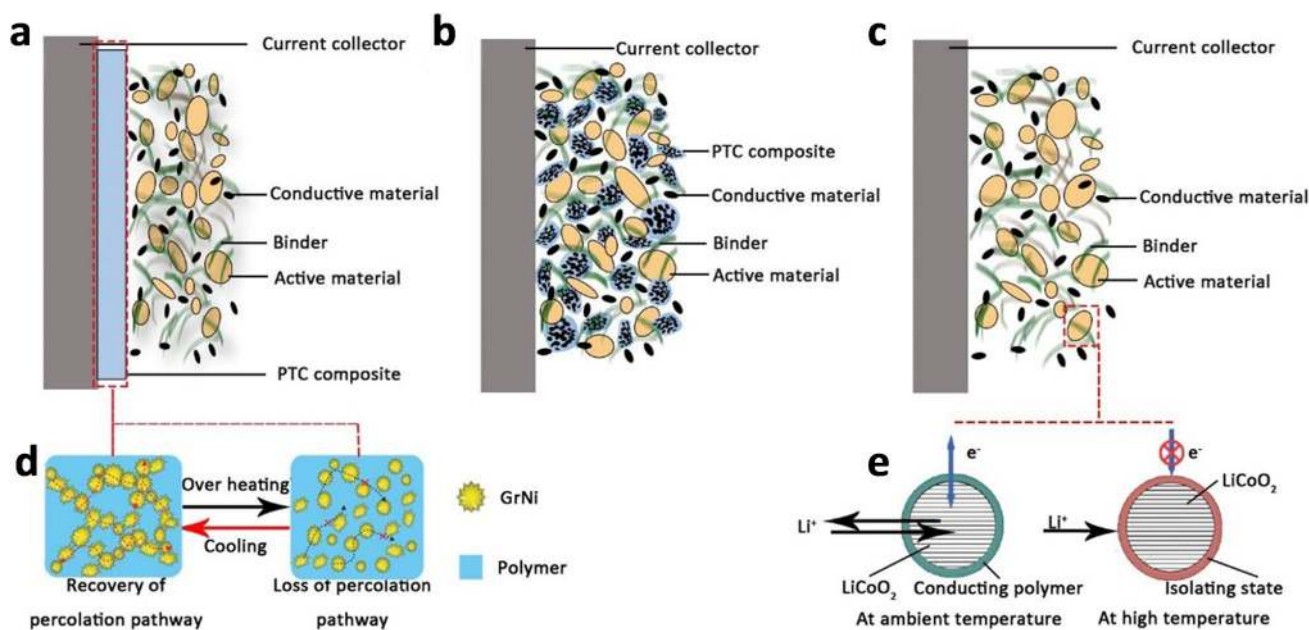 a
Current collector
Conductive material
Binder
Active material
PTC composite
b
Current collector
PTC composite
Conductive material
Binder
Active material
c
Current collector
Conductive material
Binder
Active material
d
Over heating
Cooling
Recovery of
percolation pathway
Loss of percolation
pathway
GrNi
Polymer
e
e⁻
Li⁺
LiCoO₂
Conducting polymer
At ambient temperature
e⁻
LiCoO₂
Li⁺
Isolating state
At high temperature